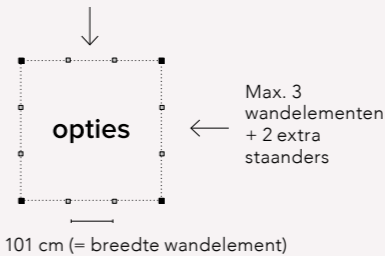 opties
Max. 3
wandelementen
+ 2 extra
staanders
101 cm (= breedte wandelement)